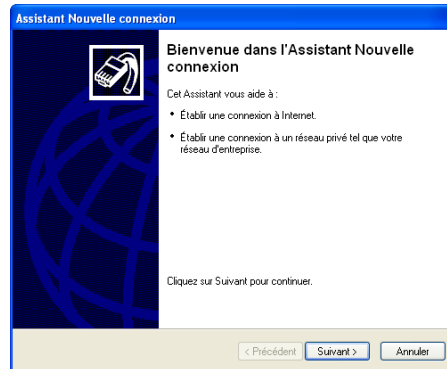 Assistant Nouvelle connexion
Bienvenue dans l'Assistant Nouvelle
connexion
Cet Assistant vous aide à :
• Établir une connexion à Internet.
• Établir une connexion à un réseau privé tel que votre
réseau d'entreprise.
Cliquez sur Suivant pour continuer.
< Précédent Suivant > Annuler